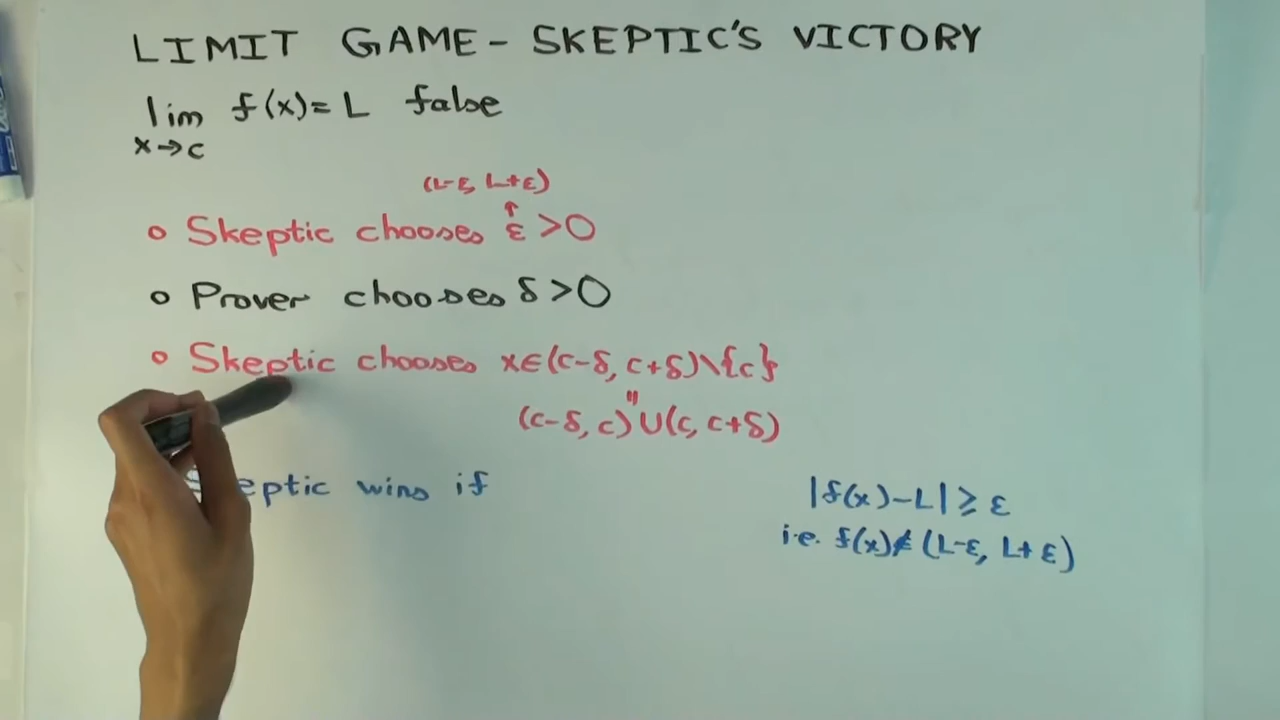 LIMIT GAME - SKEPTIC'S VICTORY
lim f(x) = L false
x→c
(L-ε, L+ε)
↑
o Skeptic chooses ε > 0
o Prover chooses δ > 0
o Skeptic chooses x∈(c-δ, c+δ)\{c}
"
(c-δ, c) ∪ (c, c+δ)
eptic wins if
|f(x)-L| ≥ ε
i.e. f(x) ∉ (L-ε, L+ε)